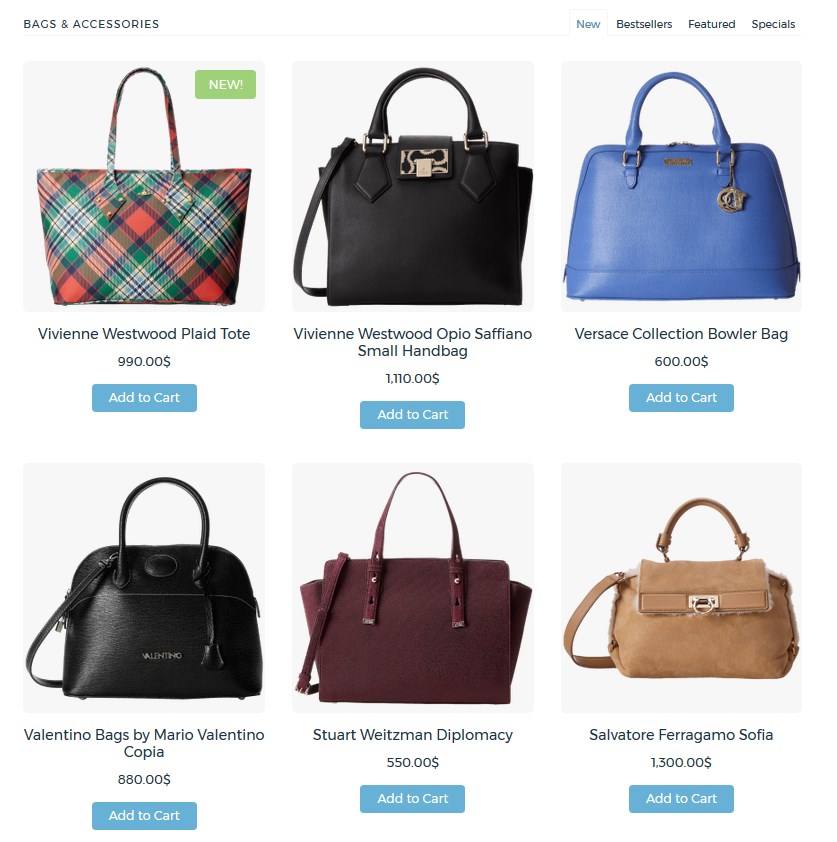 BAGS & ACCESSORIES
New Bestsellers Featured Specials
NEW!
Vivienne Westwood Plaid Tote
990.00$
Add to Cart
Vivienne Westwood Opio Saffiano
Small Handbag
1,110.00$
Add to Cart
Versace Collection Bowler Bag
600.00$
Add to Cart
VALENTINO
Valentino Bags by Mario Valentino
Copia
880.00$
Add to Cart
Stuart Weitzman Diplomacy
550.00$
Add to Cart
Salvatore Ferragamo Sofia
1,300.00$
Add to Cart